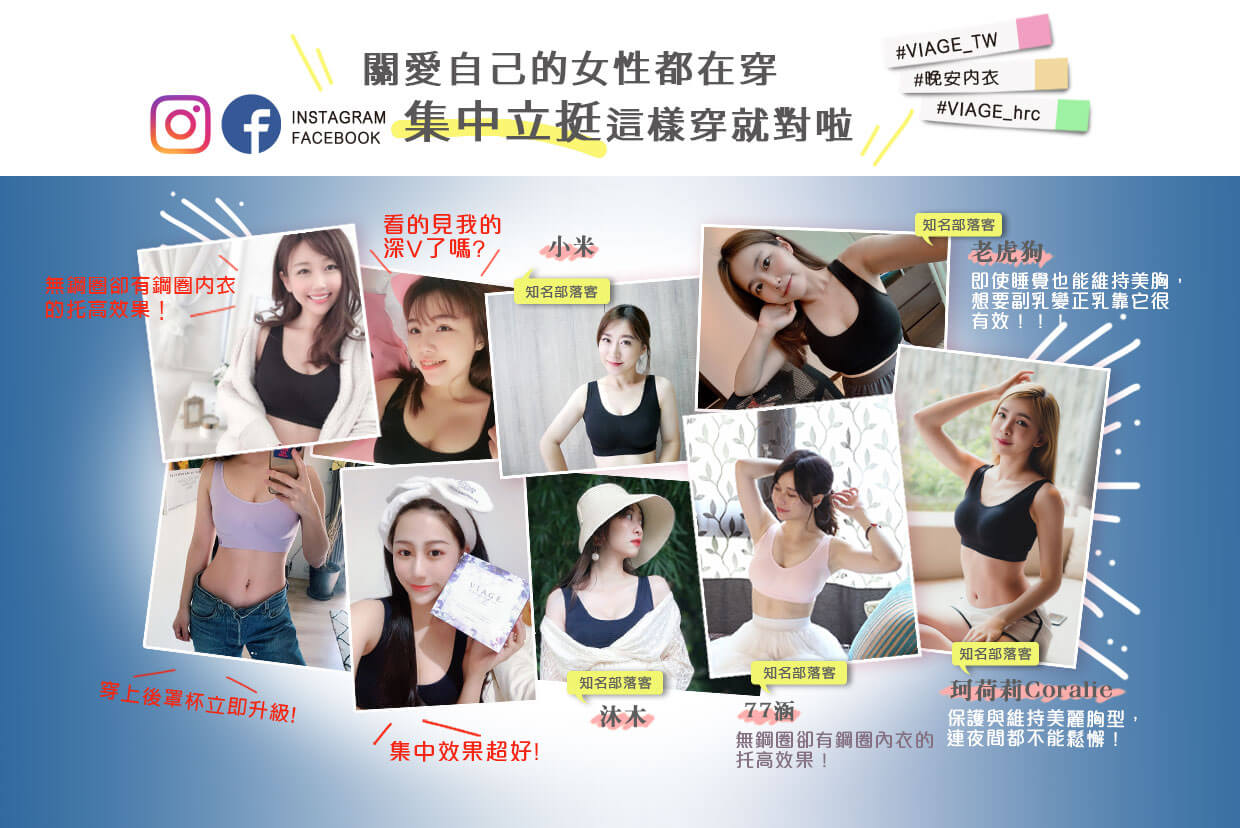 關愛自己的女性都在穿
集中立挺這樣穿就對啦
INSTAGRAM
FACEBOOK
#VIAGE_TW
#晚安内衣
#VIAGE_hrc
無鋼圈卻有鋼圈内衣
的托高效果！
看的見我的
深V了嗎?
小米
知名部落客
知名部落客
老虎狗
即使睡覺也能維持美胸，
想要副乳變正乳靠它很
有效！！！
VIAGE
穿上後罩杯立即升級!
集中效果超好!
知名部落客
沐木
知名部落客
77涵
無鋼圈卻有鋼圈內衣的
托高效果！
知名部落客
珂荷莉Coralie
保護與維持美麗胸型，
連夜間都不能鬆懈！